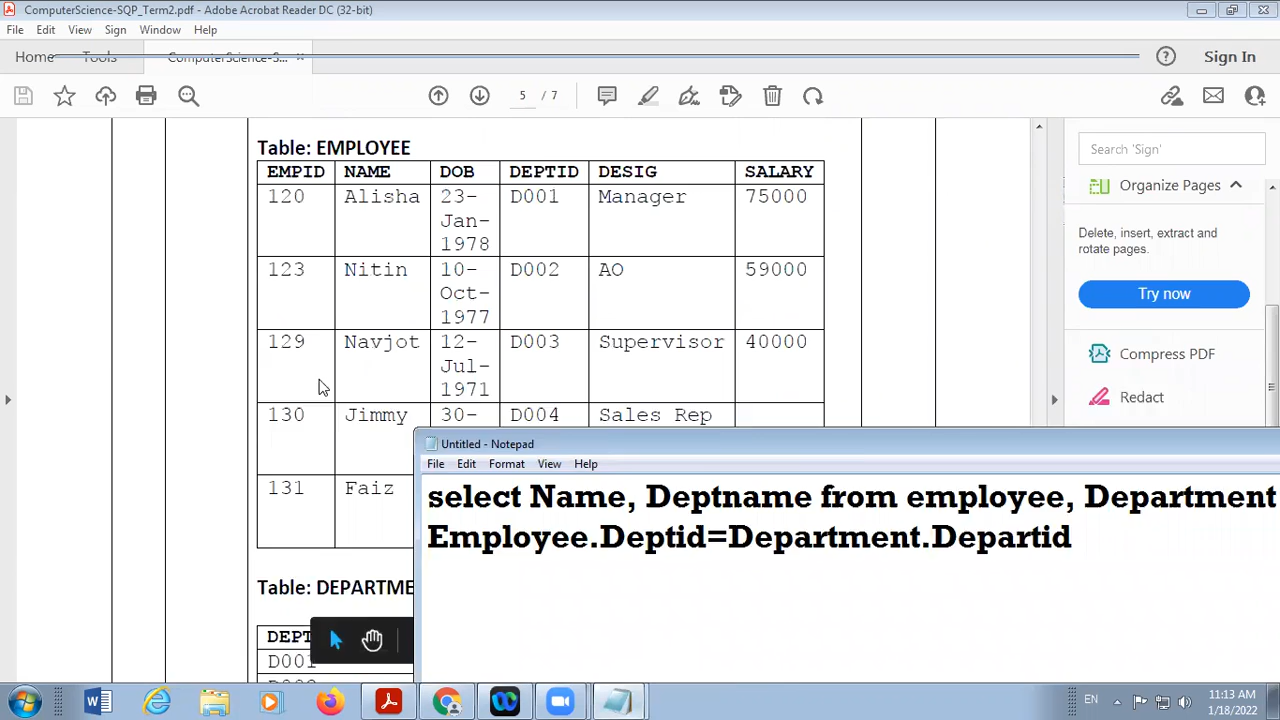 ComputerScience-SQP_Term2.pdf - Adobe Acrobat Reader DC (32-bit)
File Edit View Sign Window Help
Home Tools ComputerScience-S... × Sign In
5 / 7
Search 'Sign'
Organize Pages
Delete, insert, extract and
rotate pages.
Try now
Compress PDF
Redact
Table: EMPLOYEE
EMPID NAME DOB DEPTID DESIG SALARY
120 Alisha 23- D001 Manager 75000
Jan-
1978
123 Nitin 10- D002 AO 59000
Oct-
1977
129 Navjot 12- D003 Supervisor 40000
Jul-
1971
130 Jimmy 30- D004 Sales Rep
131 Faiz
Table: DEPARTME
DEPT
D001
Untitled - Notepad
File Edit Format View Help
select Name, Deptname from employee, Department
Employee.Deptid=Department.Departid
EN 11:13 AM
1/18/2022